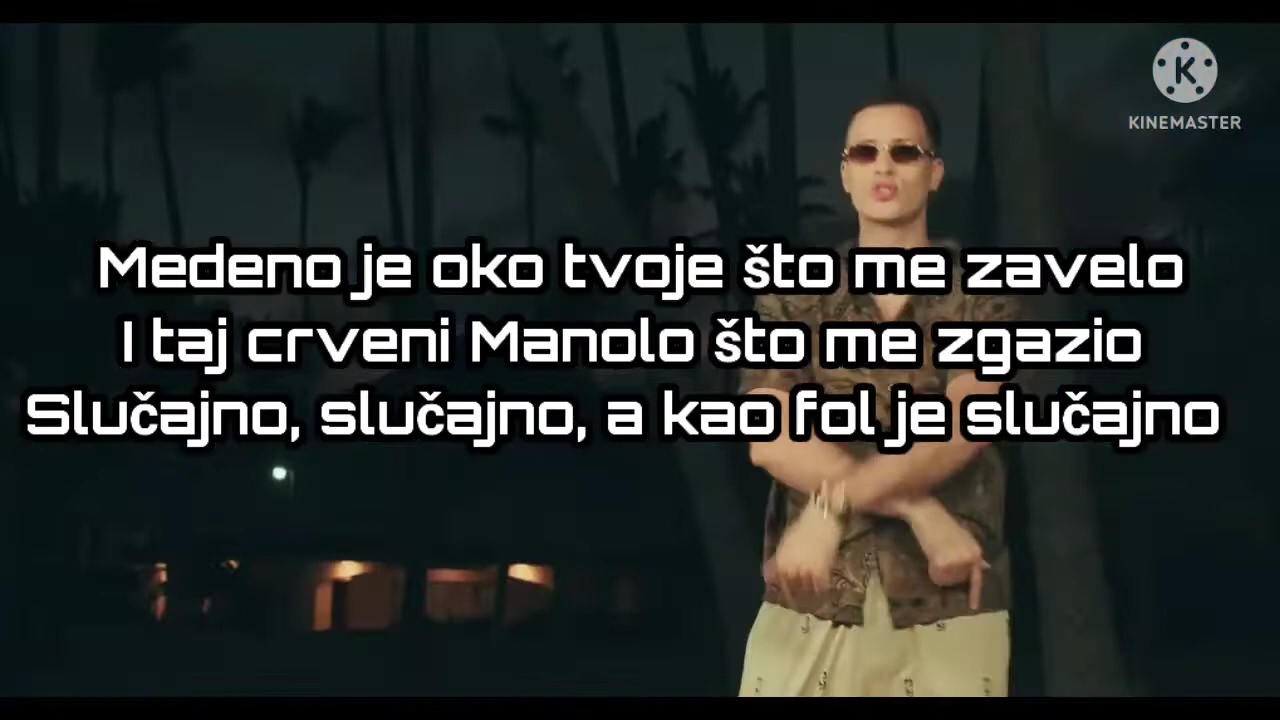 KINEMASTER
Medeno je oko tvoje što me zavelo
I taj crveni Manolo što me zgazio
Slučajno, slučajno, a kao fol je slučajno